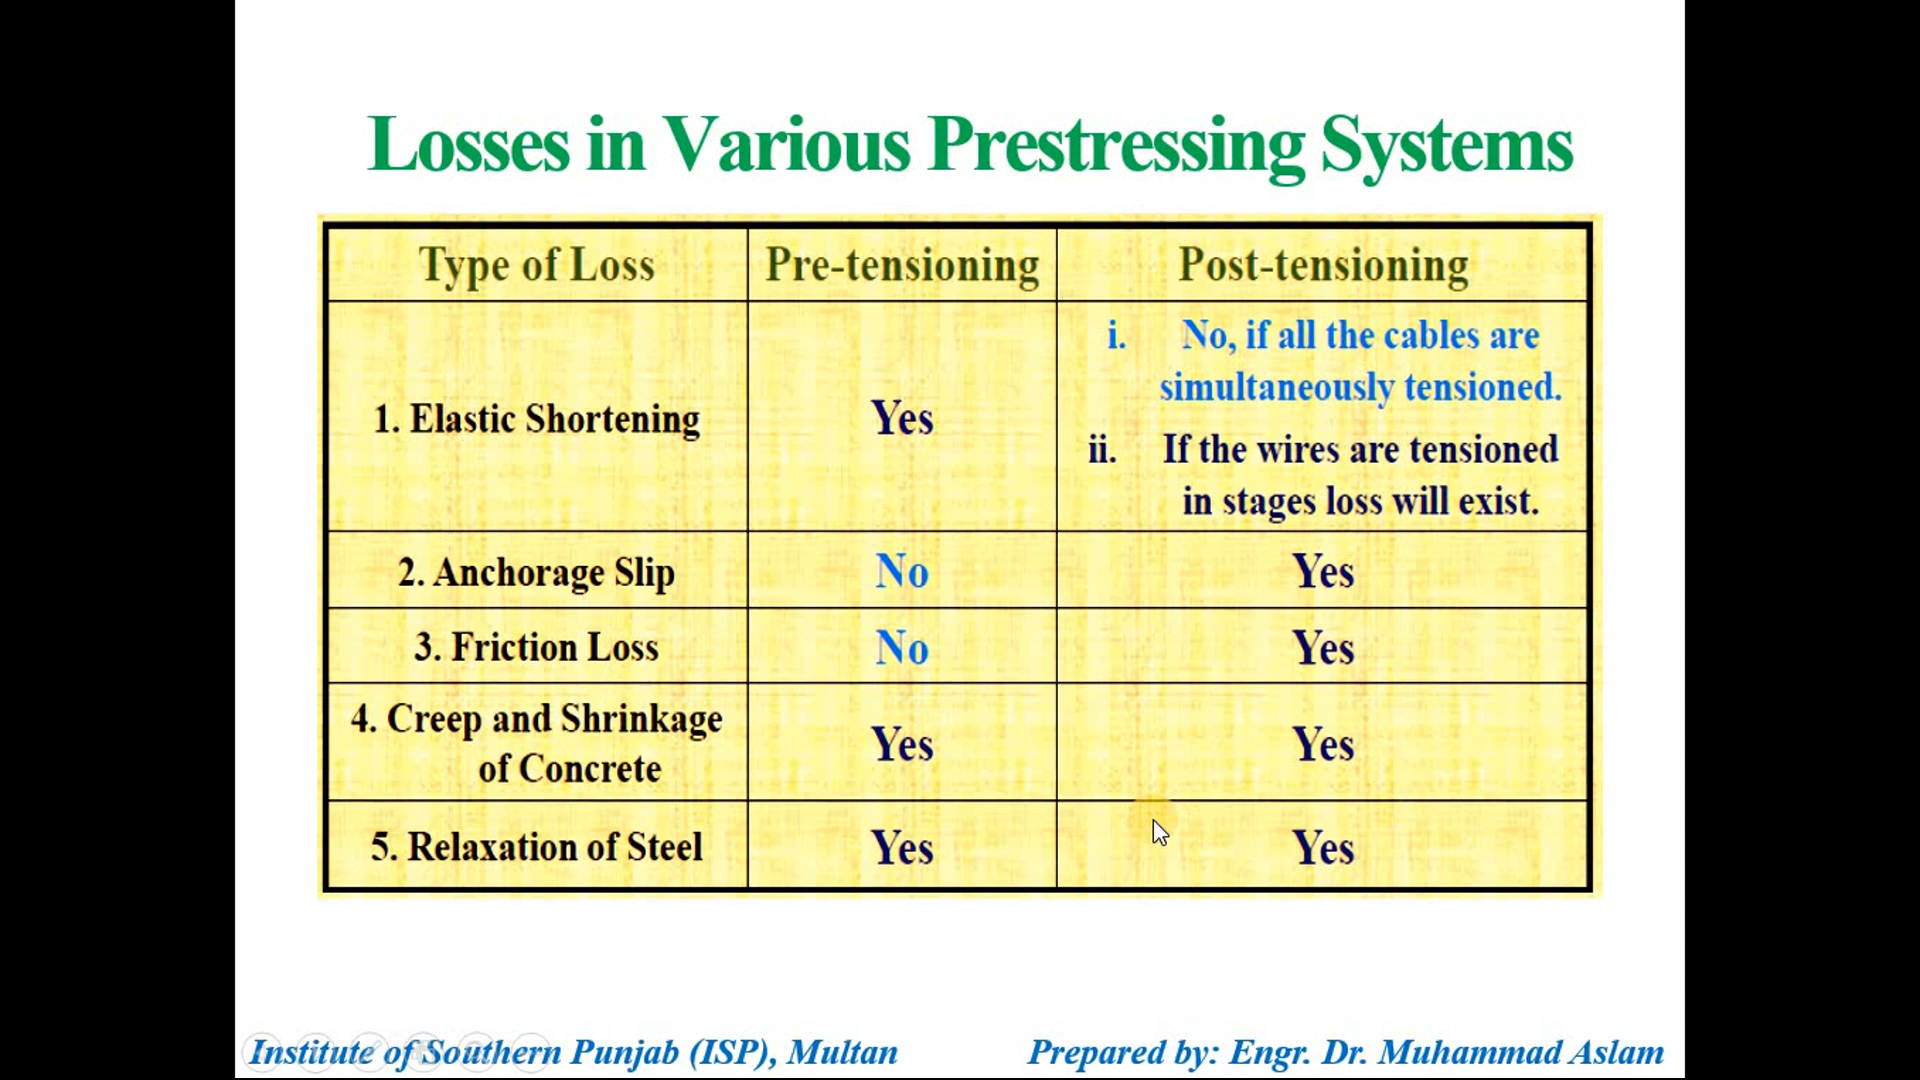 Losses in Various Prestressing Systems
Type of Loss
Pre-tensioning
Post-tensioning
1. Elastic Shortening
Yes
i. No, if all the cables are
simultaneously tensioned.
ii. If the wires are tensioned
in stages loss will exist.
2. Anchorage Slip
No
Yes
3. Friction Loss
No
Yes
4. Creep and Shrinkage
of Concrete
Yes
Yes
5. Relaxation of Steel
Yes
Yes
Institute of Southern Punjab (ISP), Multan
Prepared by: Engr. Dr. Muhammad Aslam